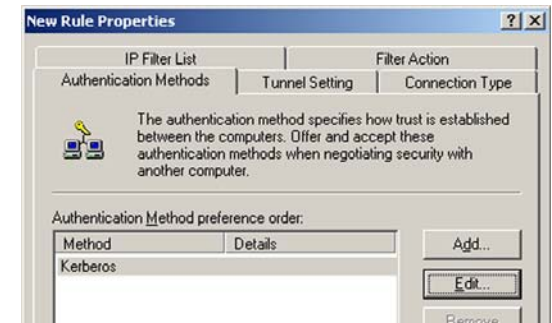 New Rule Properties
IP Filter List Filter Action
Authentication Methods Tunnel Setting Connection Type
The authentication method specifies how trust is established
between the computers. Offer and accept these
authentication methods when negotiating security with
another computer.
Authentication Method preference order:
Method Details Add...
Kerberos
Edit...
Remove